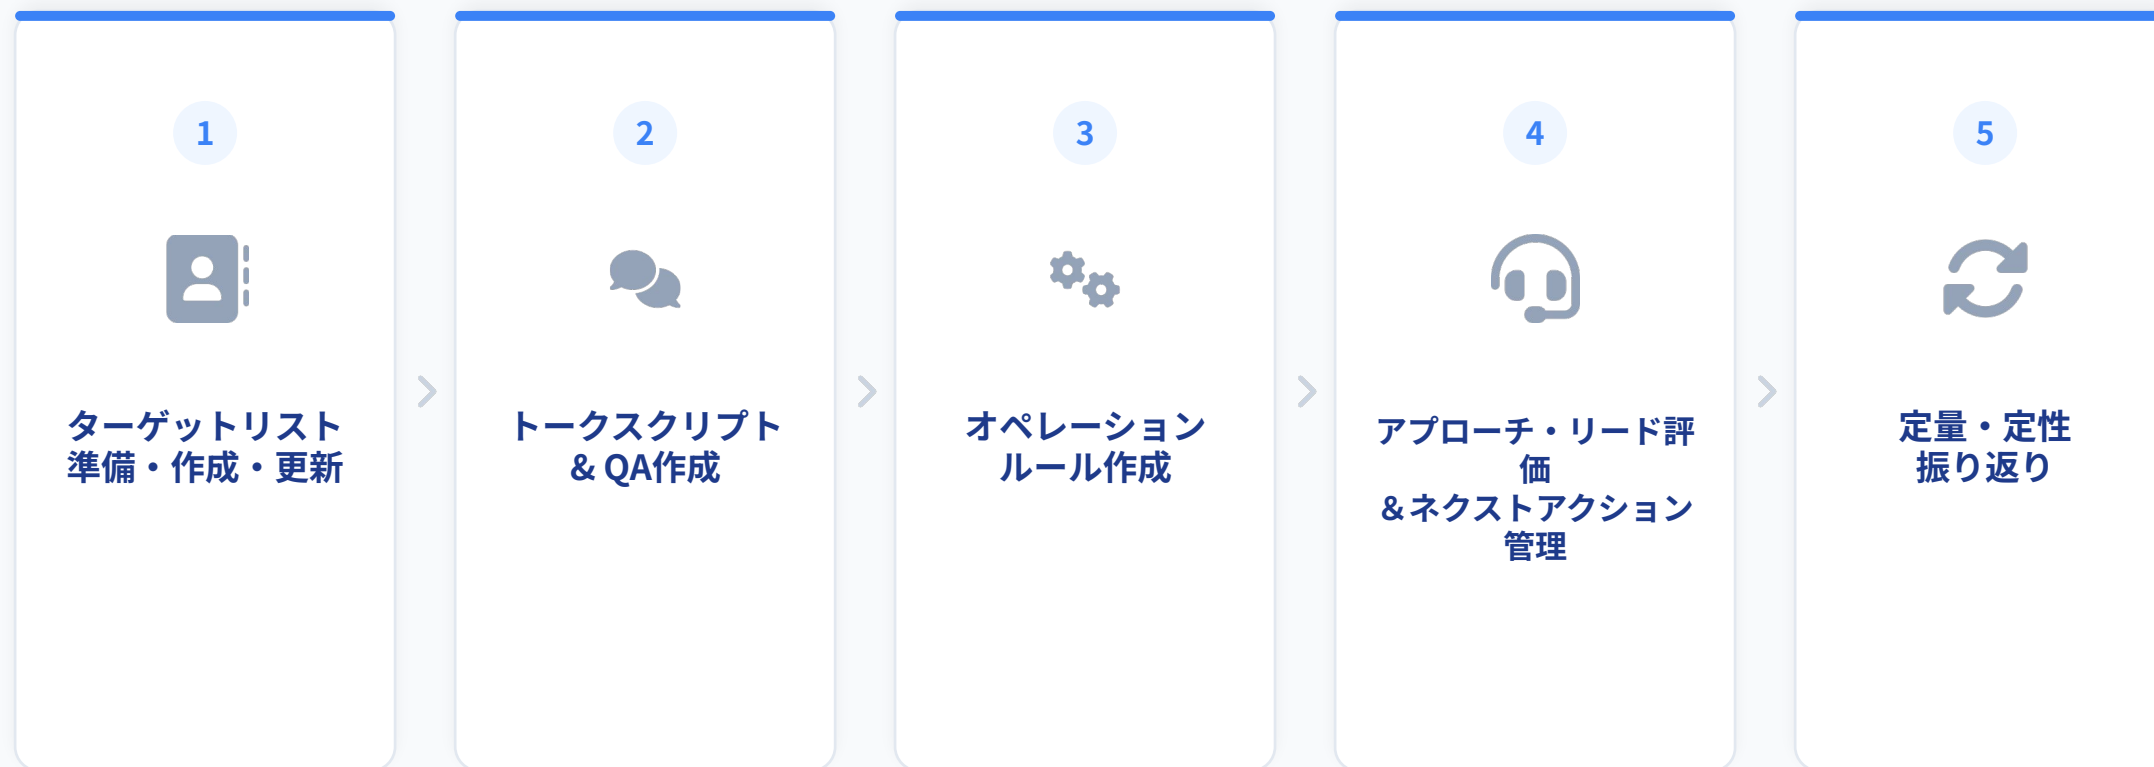 1
ターゲットリスト
準備・作成・更新
2
トークスクリプト
& QA作成
3
オペレーション
ルール作成
4
アプローチ・リード評
価
＆ネクストアクション
管理
5
定量・定性
振り返り